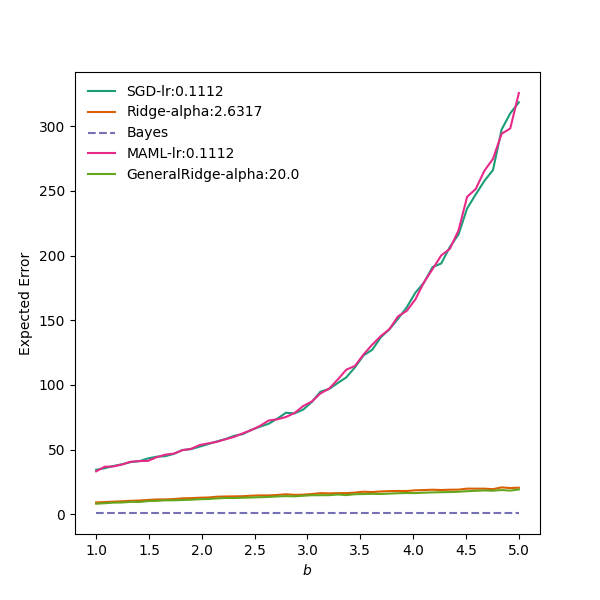 SGD-lr:0.1112
Ridge-alpha:2.6317
Bayes
MAML-lr:0.1112
GeneralRidge-alpha:20.0
Expected Error
300
250
200
150
100
50
0
1.0 1.5 2.0 2.5 3.0 3.5 4.0 4.5 5.0
b